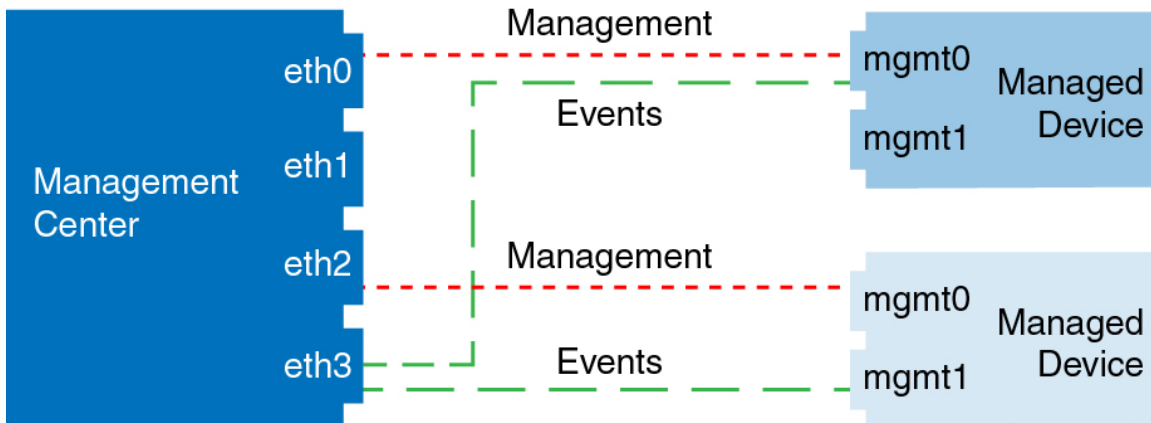 Management
Center
eth0
eth1
eth2
eth3
Management
Events
Management
Events
mgmt0
mgmt1
Managed
Device
mgmt0
mgmt1
Managed
Device